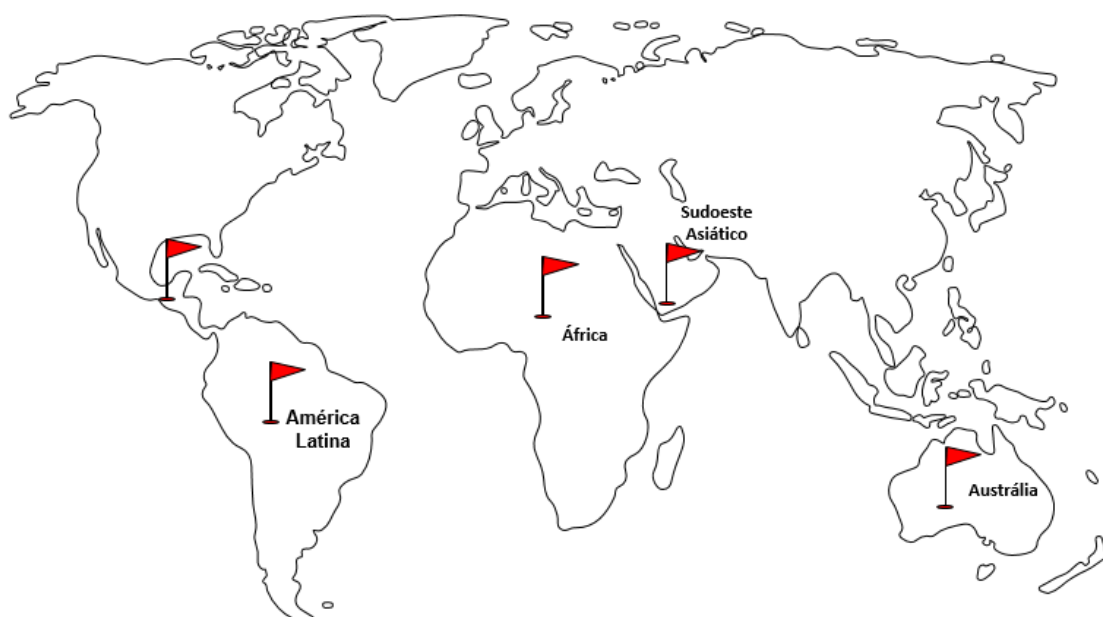 Sudoeste
Asiático
África
América
Latina
Austrália